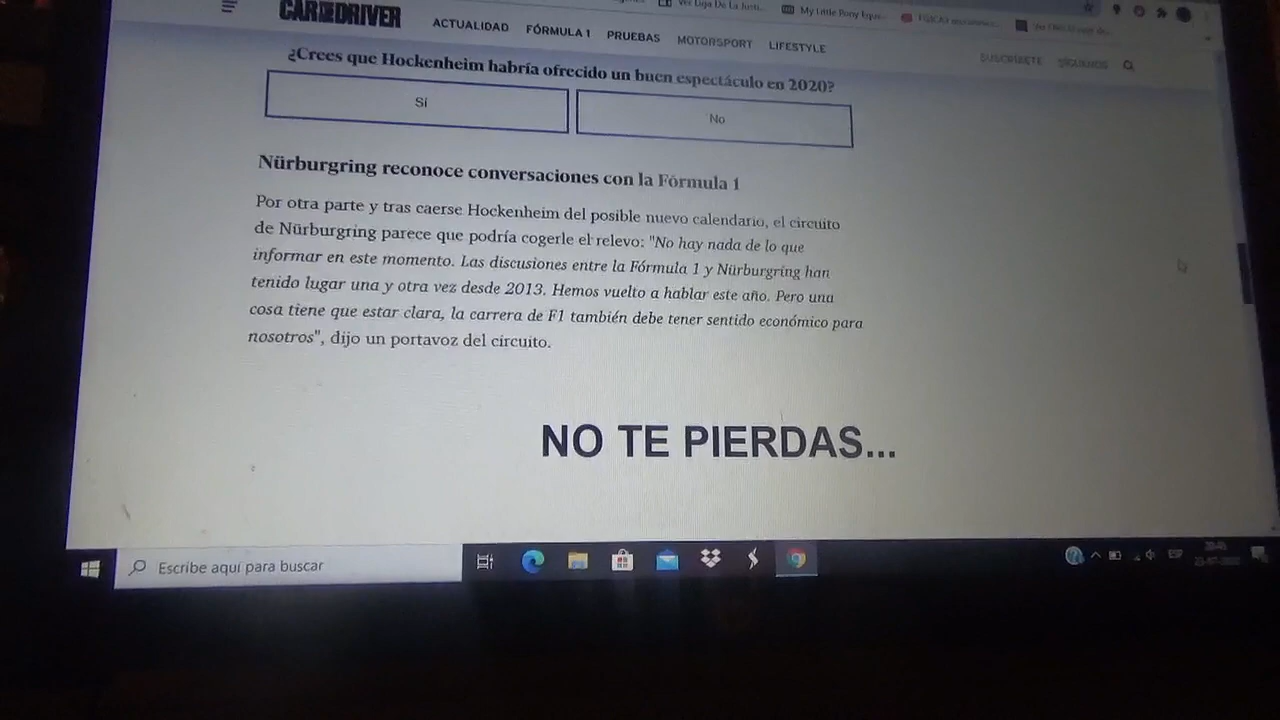 My Little Pony
CAR AND DRIVER
ACTUALIDAD FÓRMULA 1 PRUEBAS MOTORSPORT LIFESTYLE
SUSCRÍBETE SÍGUENOS
¿Crees que Hockenheim habría ofrecido un buen espectáculo en 2020?
Sí No
Nürburgring reconoce conversaciones con la Fórmula 1
Por otra parte y tras caerse Hockenheim del posible nuevo calendario, el circuito
de Nürburgring parece que podría cogerle el relevo: "No hay nada de lo que
informar en este momento. Las discusiones entre la Fórmula 1 y Nürburgring han
tenido lugar una y otra vez desde 2013. Hemos vuelto a hablar este año. Pero una
cosa tiene que estar clara, la carrera de F1 también debe tener sentido económico para
nosotros", dijo un portavoz del circuito.
NO TE PIERDAS...
Escribe aquí para buscar
ESP